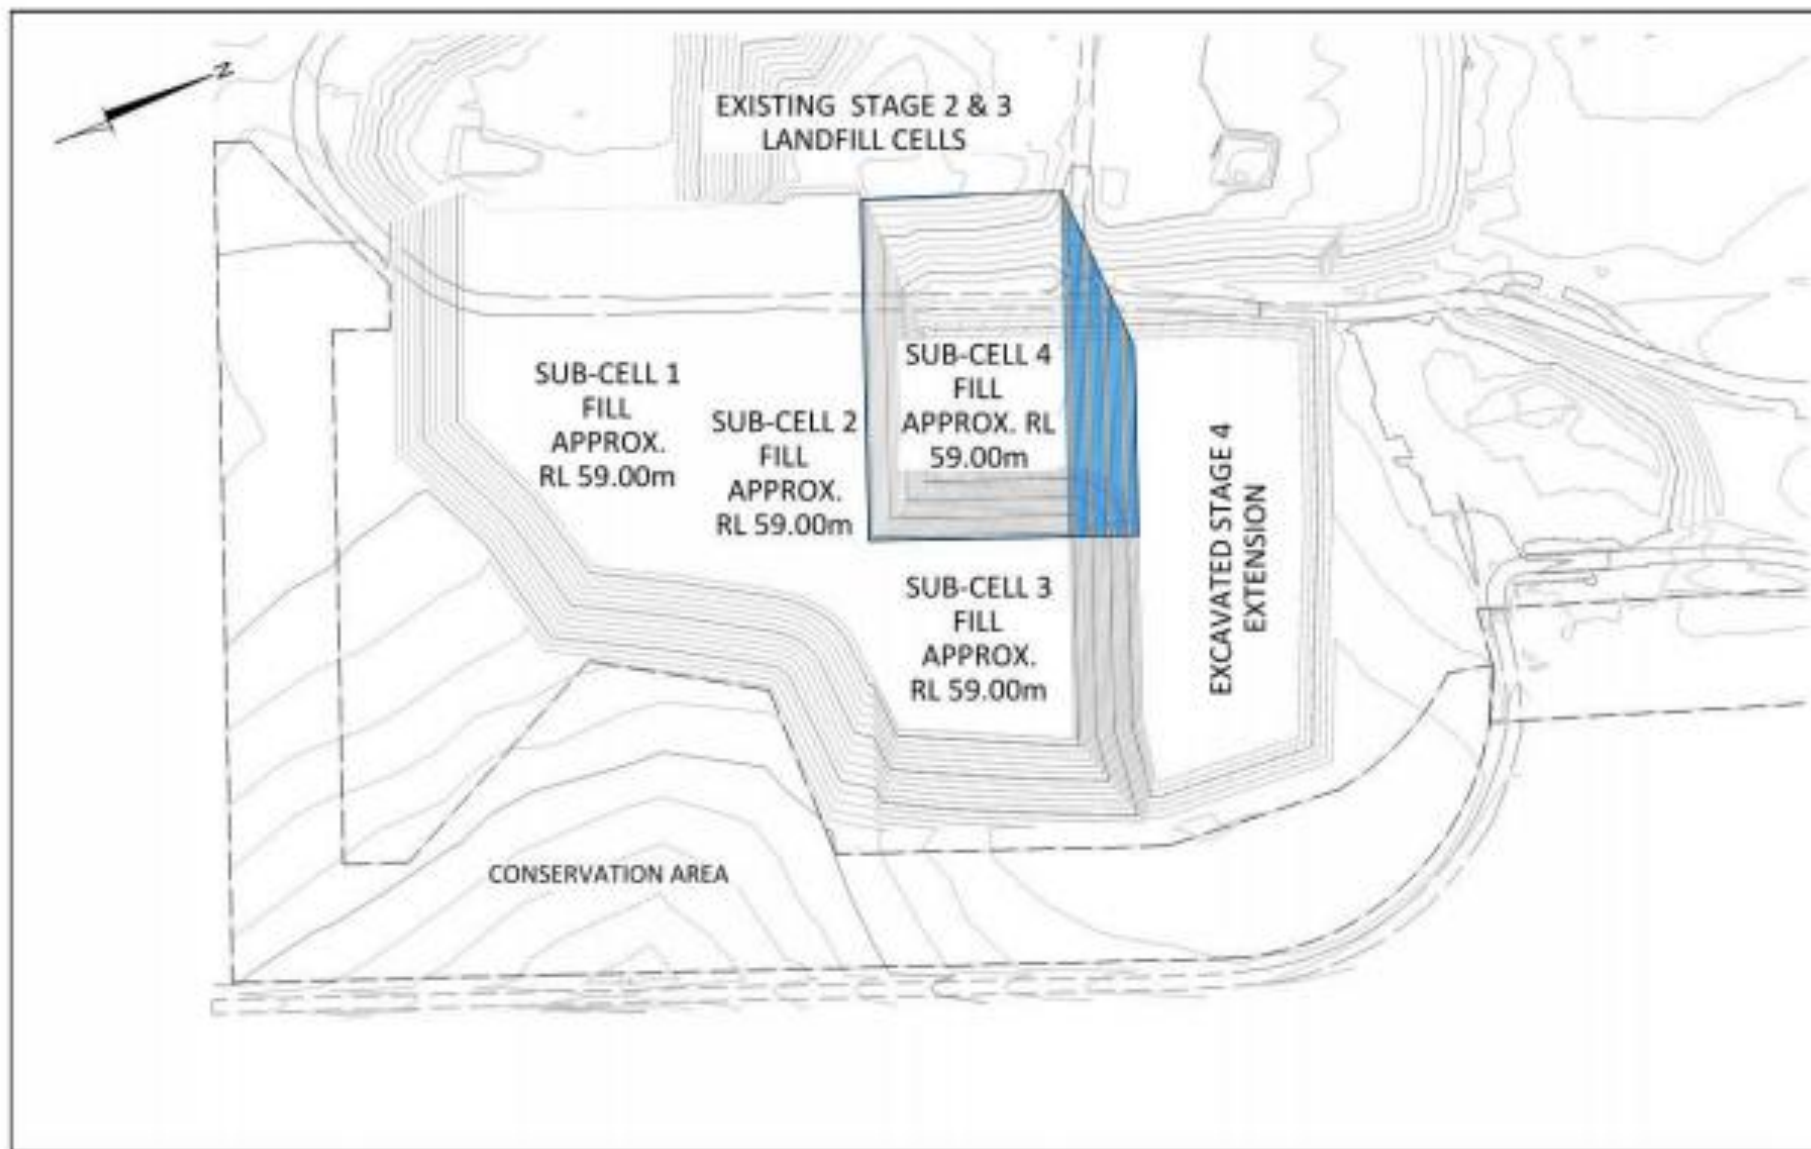 N
EXISTING STAGE 2 & 3
LANDFILL CELLS
SUB-CELL 1
FILL
APPROX.
RL 59.00m
SUB-CELL 2
FILL
APPROX.
RL 59.00m
SUB-CELL 4
FILL
APPROX. RL
59.00m
SUB-CELL 3
FILL
APPROX.
RL 59.00m
EXCAVATED STAGE 4
EXTENSION
CONSERVATION AREA